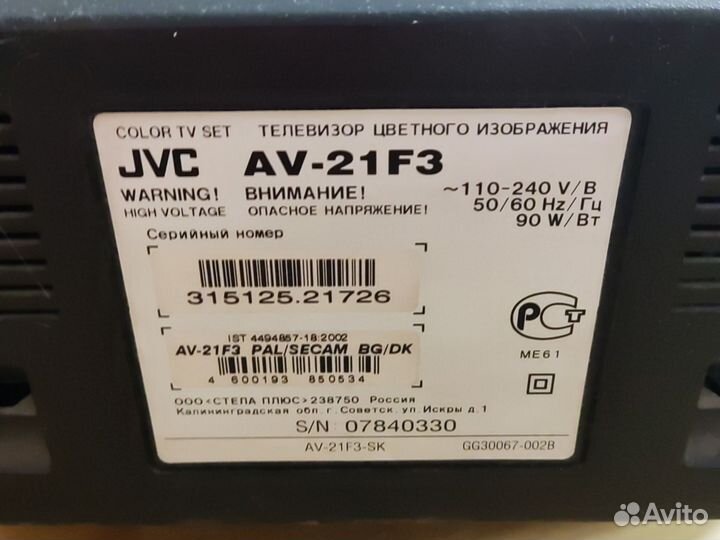 COLOR TV SET ТЕЛЕВИЗОР ЦВЕТНОГО ИЗОБРАЖЕНИЯ
JVC AV-21F3
WARNING! ВНИМАНИЕ! ~110-240 V/В
HIGH VOLTAGE ОПАСНОЕ НАПРЯЖЕНИЕ! 50/60 Hz/Гц
90 W/Вт
Серийный номер
315125.21726
IST 4494857-18:2002
AV-21F3 PAL/SECAM BG/DK
4 600193 850534
РСТ
ME61
ООО<СТЕЛА ПЛЮС>238750 Россия
Калининградская обл. г. Советск, ул. Искры д.1
S/N 07840330
AV-21F3-SK GG30067-002B
Avito